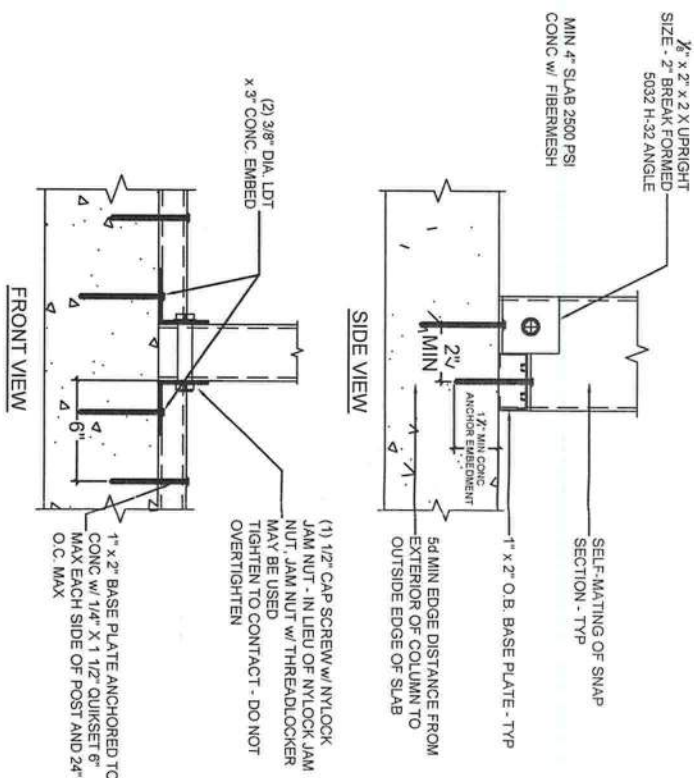 ⅛" x 2" x 2 X UPRIGHT
SIZE - 2" BREAK FORMED
5032 H-32 ANGLE
MIN 4" SLAB 2500 PSI
CONC w/ FIBERMESH
SELF-MATING OF SNAP
SECTION - TYP
1" x 2" O.B. BASE PLATE - TYP
2"
MIN
MIN CONC
ANCHOR EMBEDMENT
5d MIN EDGE DISTANCE FROM
EXTERIOR OF COLUMN TO
OUTSIDE EDGE OF SLAB
SIDE VIEW
(2) 3/8" DIA. LDT
x 3" CONC. EMBED
(1) 1/2" CAP SCREW w/ NYLOCK
JAM NUT - IN LIEU OF NYLOCK JAM
NUT, JAM NUT w/ THREADLOCKER
MAY BE USED
TIGHTEN TO CONTACT - DO NOT
OVERTIGHTEN
6"
1" x 2" BASE PLATE ANCHORED TO
CONC w/ 1/4" X 1 1/2" QUIKSET 6"
MAX EACH SIDE OF POST AND 24"
O.C. MAX
FRONT VIEW